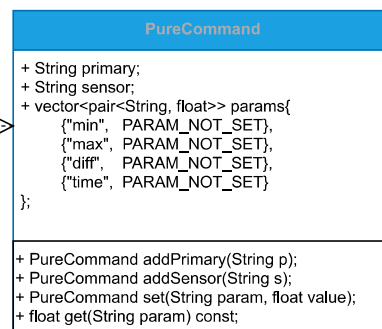 PureCommand
+ String primary;
+ String sensor;
+ vector<pair<String, float>> params{
{"min", PARAM_NOT_SET},
{"max", PARAM_NOT_SET},
{"diff", PARAM_NOT_SET},
{"time", PARAM_NOT_SET}
};
+ PureCommand addPrimary(String p);
+ PureCommand addSensor(String s);
+ PureCommand set(String param, float value);
+ float get(String param) const;